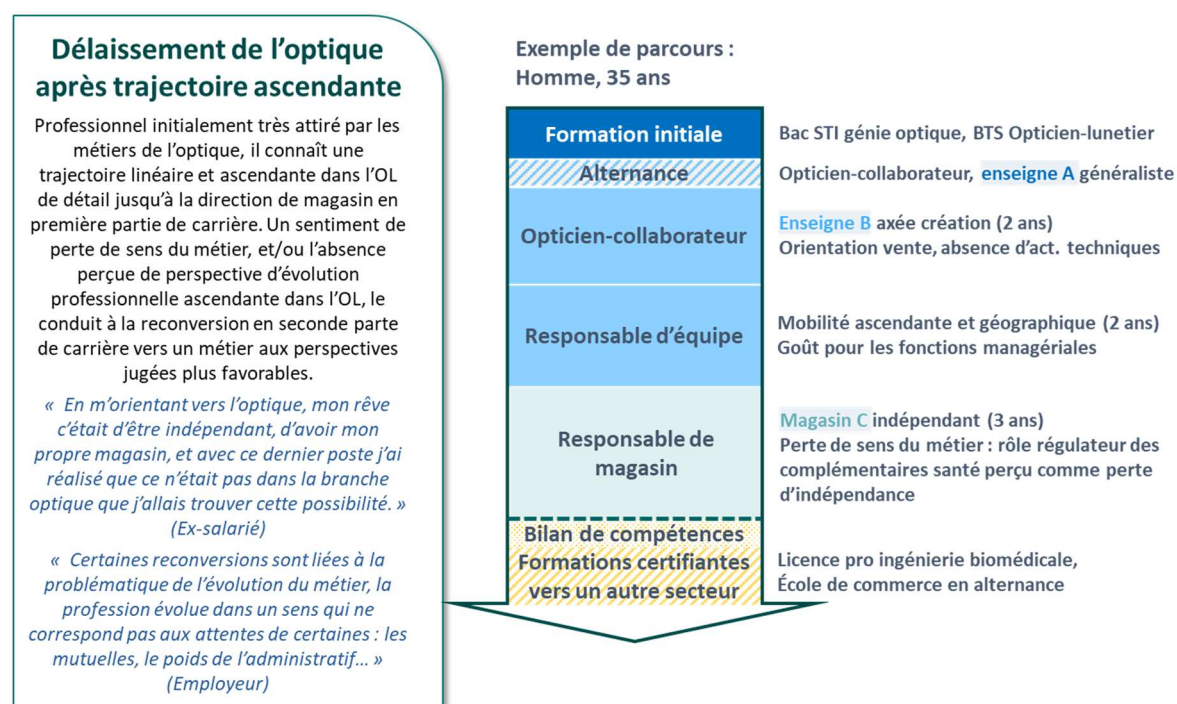 Délaissement de l'optique
après trajectoire ascendante
Professionnel initialement très attiré par les
métiers de l'optique, il connaît une
trajectoire linéaire et ascendante dans l'OL
de détail jusqu'à la direction de magasin en
première partie de carrière. Un sentiment de
perte de sens du métier, et/ou l'absence
perçue de perspective d'évolution
professionnelle ascendante dans l'OL, le
conduit à la reconversion en seconde partie
de carrière vers un métier aux perspectives
jugées plus favorables.
« En m'orientant vers l'optique, mon rêve
c'était d'être indépendant, d'avoir mon
propre magasin, et avec ce dernier poste j'ai
réalisé que ce n'était pas dans la branche
optique que j'allais trouver cette possibilité. »
(Ex-salarié)
« Certaines reconversions sont liées à la
problématique de l'évolution du métier, la
profession évolue dans un sens qui ne
correspond pas aux attentes de certaines : les
mutuelles, le poids de l'administratif... »
(Employeur)
Exemple de parcours :
Homme, 35 ans
Formation initiale
Bac STI génie optique, BTS Opticien-lunetier
Alternance
Opticien-collaborateur, enseigne A généraliste
Opticien-collaborateur
Enseigne B axée création (2 ans)
Orientation vente, absence d'act. techniques
Responsable d'équipe
Mobilité ascendante et géographique (2 ans)
Goût pour les fonctions managériales
Responsable de
magasin
Magasin C indépendant (3 ans)
Perte de sens du métier : rôle régulateur des
complémentaires santé perçu comme perte
d'indépendance
Bilan de compétences
Formations certifiantes
vers un autre secteur
Licence pro ingénierie biomédicale,
École de commerce en alternance